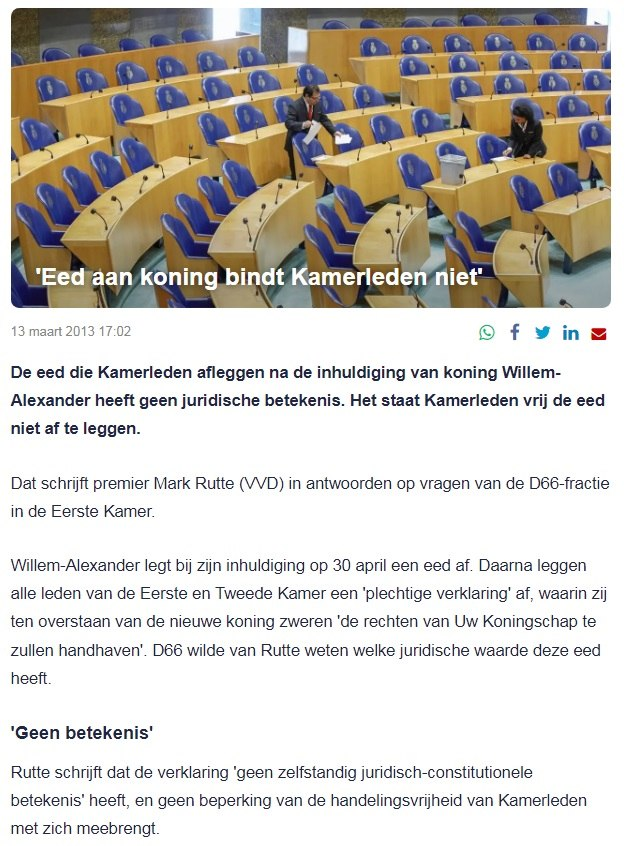 'Eed aan koning bindt Kamerleden niet'
13 maart 2013 17:02
De eed die Kamerleden afleggen na de inhuldiging van koning Willem-
Alexander heeft geen juridische betekenis. Het staat Kamerleden vrij de eed
niet af te leggen.
Dat schrijft premier Mark Rutte (VVD) in antwoorden op vragen van de D66-fractie
in de Eerste Kamer.
Willem-Alexander legt bij zijn inhuldiging op 30 april een eed af. Daarna leggen
alle leden van de Eerste en Tweede Kamer een 'plechtige verklaring' af, waarin zij
ten overstaan van de nieuwe koning zweren 'de rechten van Uw Koningschap te
zullen handhaven'. D66 wilde van Rutte weten welke juridische waarde deze eed
heeft.
'Geen betekenis'
Rutte schrijft dat de verklaring 'geen zelfstandig juridisch-constitutionele
betekenis' heeft, en geen beperking van de handelingsvrijheid van Kamerleden
met zich meebrengt.